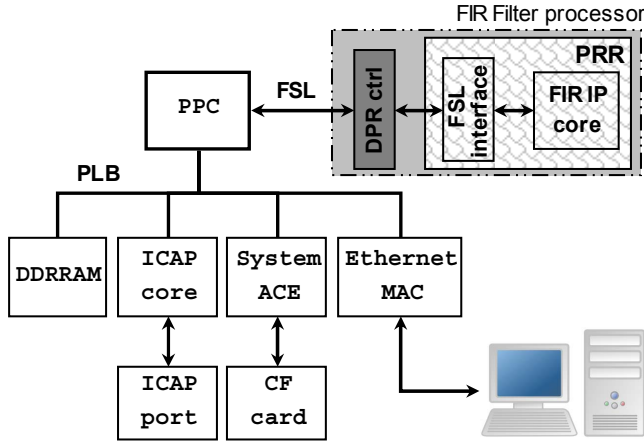 FIR Filter processor
PRR
PPC
FSL
DPR ctrl
FSL
interface
FIR IP
core
PLB
DDRRAM
ICAP
core
System
ACE
Ethernet
MAC
ICAP
port
CF
card